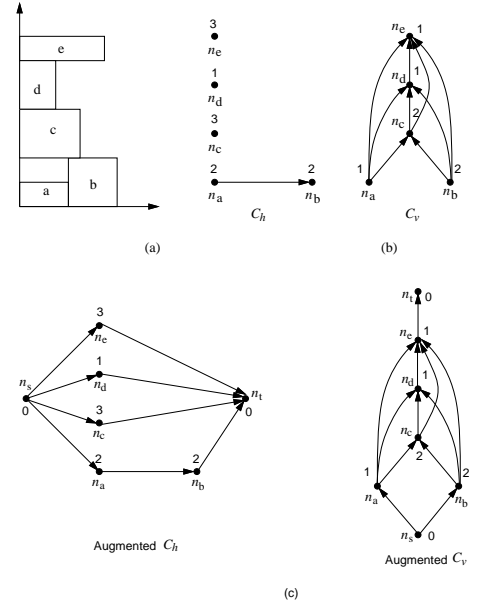 e
d
c
a
b
3
n_e
1
n_d
3
n_c
2
n_a
2
n_b
C_h
n_e 1
n_d 1
n_c 2
1
n_a
2
n_b
C_v
(a)
(b)
3
n_e
n_s
0
1
n_d
3
n_c
2
n_a
2
n_b
n_t
0
Augmented C_h
n_t 0
n_e 1
n_d 1
n_c
2
1
n_a
2
n_b
n_s 0
Augmented C_v
(c)